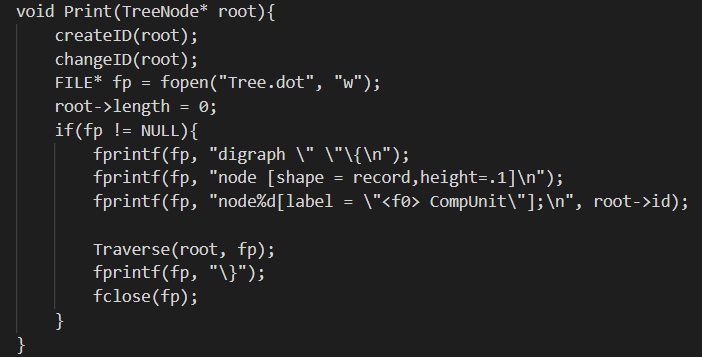 void Print(TreeNode* root){
    createID(root);
    changeID(root);
    FILE* fp = fopen("Tree.dot", "w");
    root->length = 0;
    if(fp != NULL){
        fprintf(fp, "digraph \" \"\{\n");
        fprintf(fp, "node [shape = record,height=.1]\n");
        fprintf(fp, "node%d[label = \"<f0> CompUnit\"];\n", root->id);

        Traverse(root, fp);
        fprintf(fp, "\}");
        fclose(fp);
    }
}